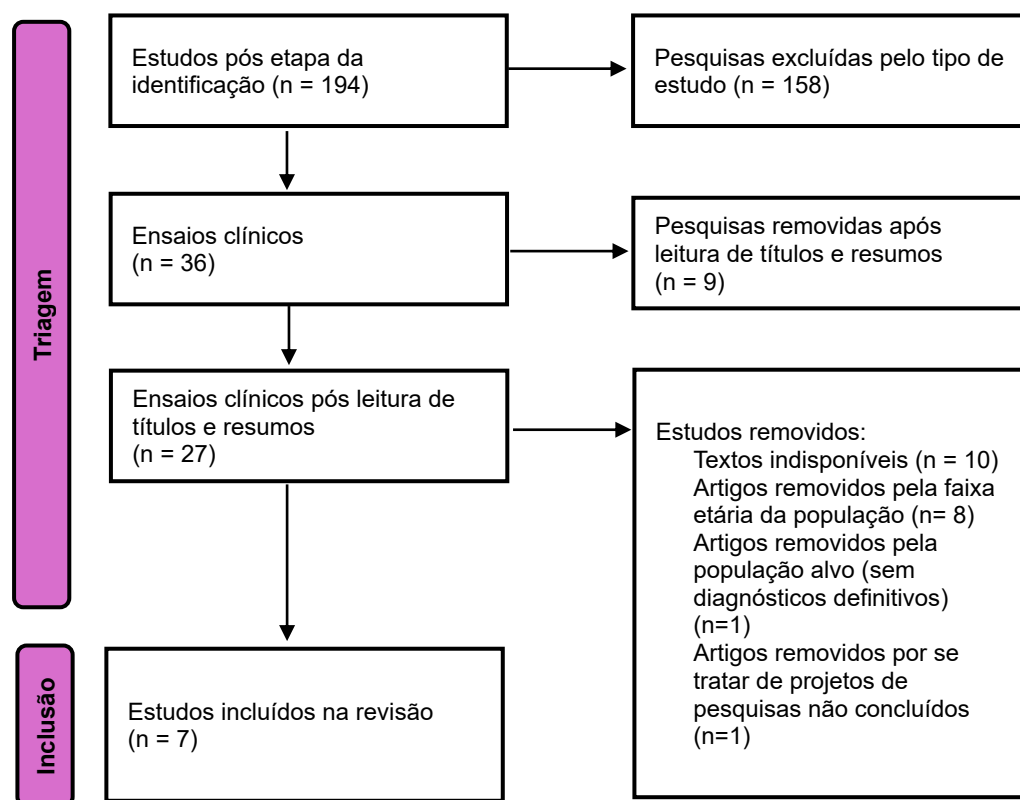 Triagem
Estudos pós etapa da
identificação (n = 194)
Pesquisas excluídas pelo tipo de
estudo (n = 158)
Ensaios clínicos
(n = 36)
Pesquisas removidas após
leitura de títulos e resumos
(n = 9)
Ensaios clínicos pós leitura de
títulos e resumos
(n = 27)
Estudos removidos:
Textos indisponíveis (n = 10)
Artigos removidos pela faixa
etária da população (n= 8)
Artigos removidos pela
população alvo (sem
diagnósticos definitivos)
(n=1)
Artigos removidos por se
tratar de projetos de
pesquisas não concluídos
(n=1)
Inclusão
Estudos incluídos na revisão
(n = 7)